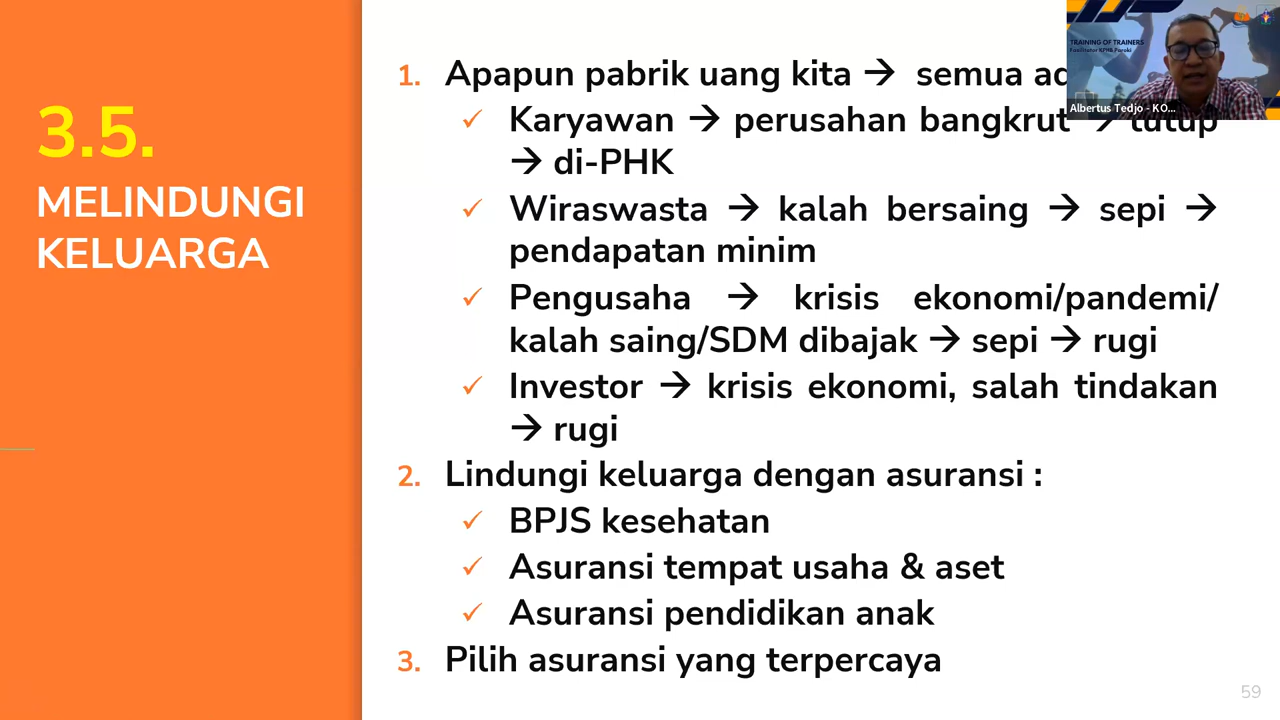 3.5.
MELINDUNGI
KELUARGA
1. Apapun pabrik uang kita → semua
✓ Karyawan → perusahan bangkrut → tutup
→ di-PHK
✓ Wiraswasta → kalah bersaing → sepi →
pendapatan minim
✓ Pengusaha → krisis ekonomi/pandemi/
kalah saing/SDM dibajak → sepi → rugi
✓ Investor → krisis ekonomi, salah tindakan
→ rugi
2. Lindungi keluarga dengan asuransi :
✓ BPJS kesehatan
✓ Asuransi tempat usaha & aset
✓ Asuransi pendidikan anak
3. Pilih asuransi yang terpercaya
TRAINING OF TRAINERS
Albertus Tedjo - KO...
59